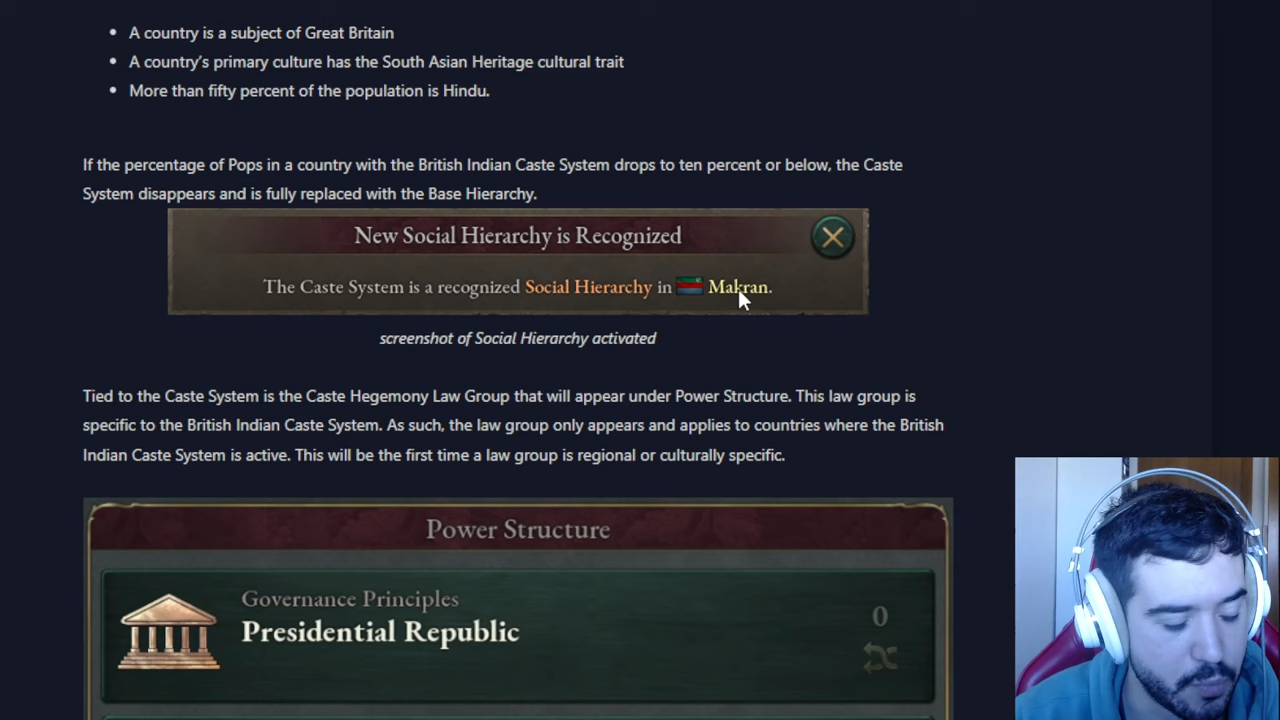 A country is a subject of Great Britain
A country's primary culture has the South Asian Heritage cultural trait
More than fifty percent of the population is Hindu.
If the percentage of Pops in a country with the British Indian Caste System drops to ten percent or below, the Caste
System disappears and is fully replaced with the Base Hierarchy.
New Social Hierarchy is Recognized
The Caste System is a recognized Social Hierarchy in Makran.
screenshot of Social Hierarchy activated
Tied to the Caste System is the Caste Hegemony Law Group that will appear under Power Structure. This law group is
specific to the British Indian Caste System. As such, the law group only appears and applies to countries where the British
Indian Caste System is active. This will be the first time a law group is regional or culturally specific.
Power Structure
Governance Principles
Presidential Republic
0